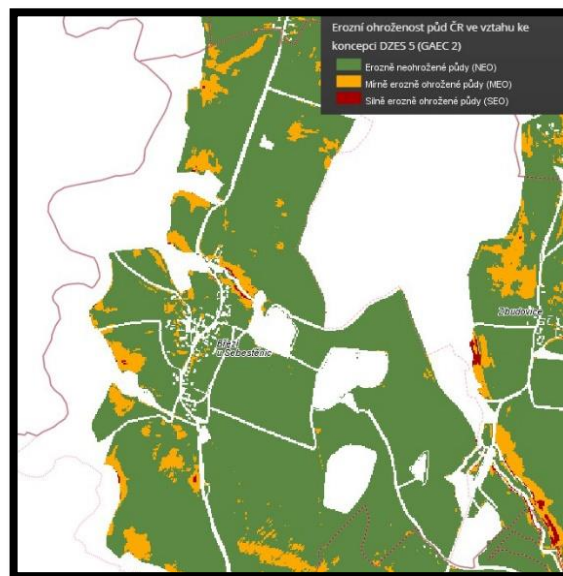 Erozní ohroženost půd ČR ve vztahu ke
koncepci DZES 5 (GAEC 2)
Erozně neohrožené půdy (NEO)
Mírně erozně ohrožené půdy (MEO)
Silně erozně ohrožené půdy (SEO)
Zbudovice